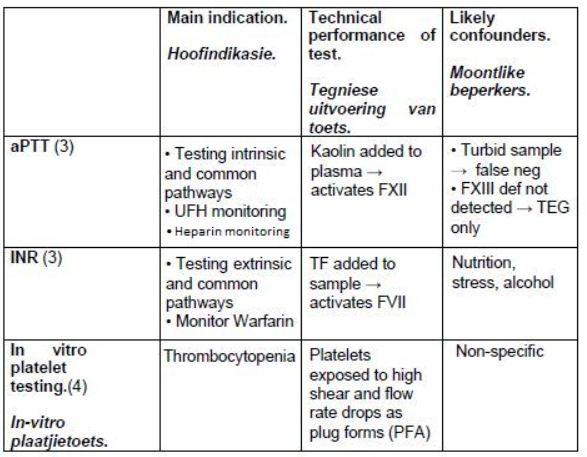 Main indication.
Hoofindikasie.
Technical
performance of
test.
Tegniese
uitvoering van
toets.
Likely
confounders.
Moontlike
beperkers.
aPTT (3)
• Testing intrinsic
and common
pathways
• UFH monitoring
• Heparin monitoring
Kaolin added to
plasma →
activates FXII
• Turbid sample
→ false neg
• FXIII def not
detected → TEG
only
INR (3)
• Testing extrinsic
and common
pathways
• Monitor Warfarin
TF added to
sample →
activates FVII
Nutrition,
stress, alcohol
In vitro
platelet
testing.(4)
In-vitro
plaatjietoets.
Thrombocytopenia
Platelets
exposed to high
shear and flow
rate drops as
plug forms (PFA)
Non-specific